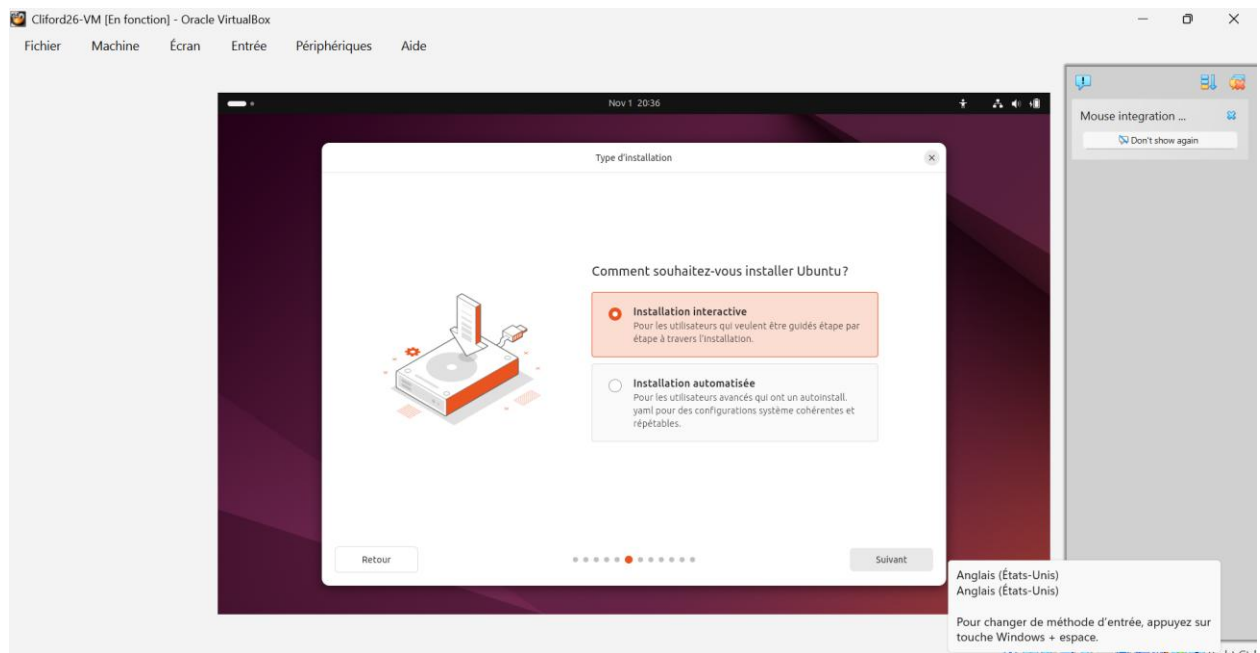 Cliford26-VM [En fonction] - Oracle VirtualBox
Fichier Machine Écran Entrée Périphériques Aide
Nov 1 20:36
Mouse integration ...
Don't show again
Type d'installation
Comment souhaitez-vous installer Ubuntu ?
Installation interactive
Pour les utilisateurs qui veulent être guidés étape par
étape à travers l'installation.
Installation automatisée
Pour les utilisateurs avancés qui ont un autoinstall.
yaml pour des configurations système cohérentes et
répétables.
Retour
Suivant
Anglais (États-Unis)
Anglais (États-Unis)
Pour changer de méthode d'entrée, appuyez sur
touche Windows + espace.